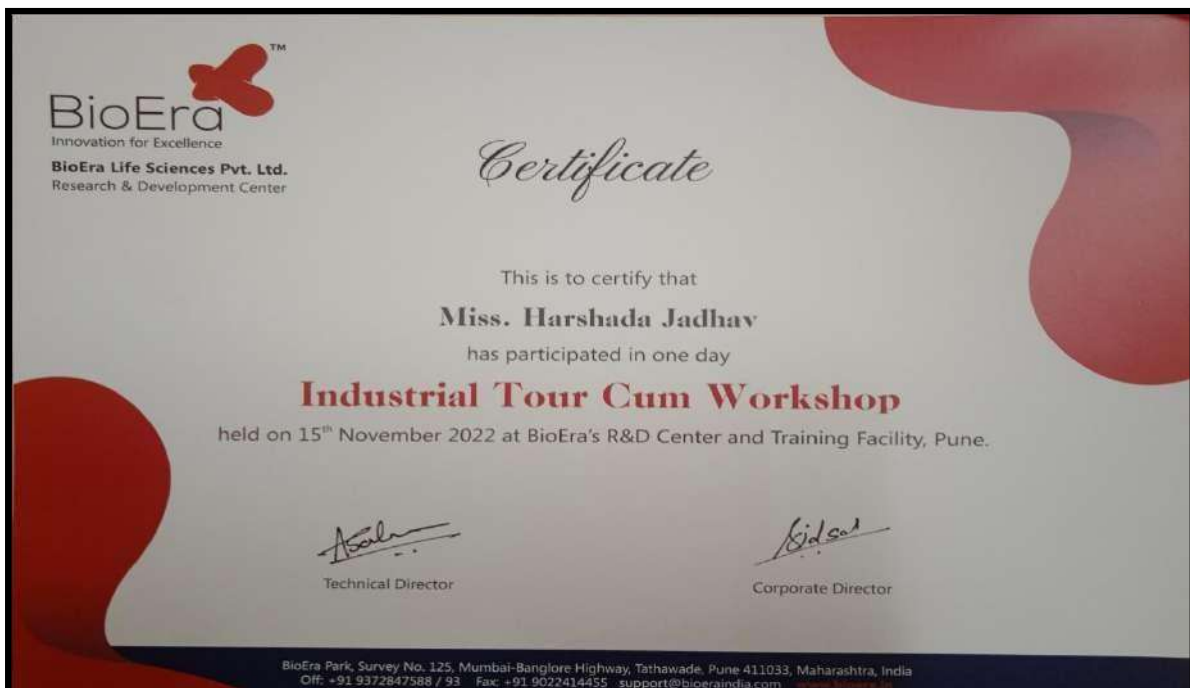 BioEra™
Innovation for Excellence
BioEra Life Sciences Pvt. Ltd.
Research & Development Center
Certificate
This is to certify that
Miss. Harshada Jadhav
has participated in one day
Industrial Tour Cum Workshop
held on 15th November 2022 at BioEra's R&D Center and Training Facility, Pune.
Technical Director
Corporate Director
BioEra Park, Survey No. 125, Mumbai-Banglore Highway, Tathawade, Pune 411033, Maharashtra, India
Off: +91 9372847588 / 93 Fax: +91 9022414455 support@bioeraindia.com www.bioera.in